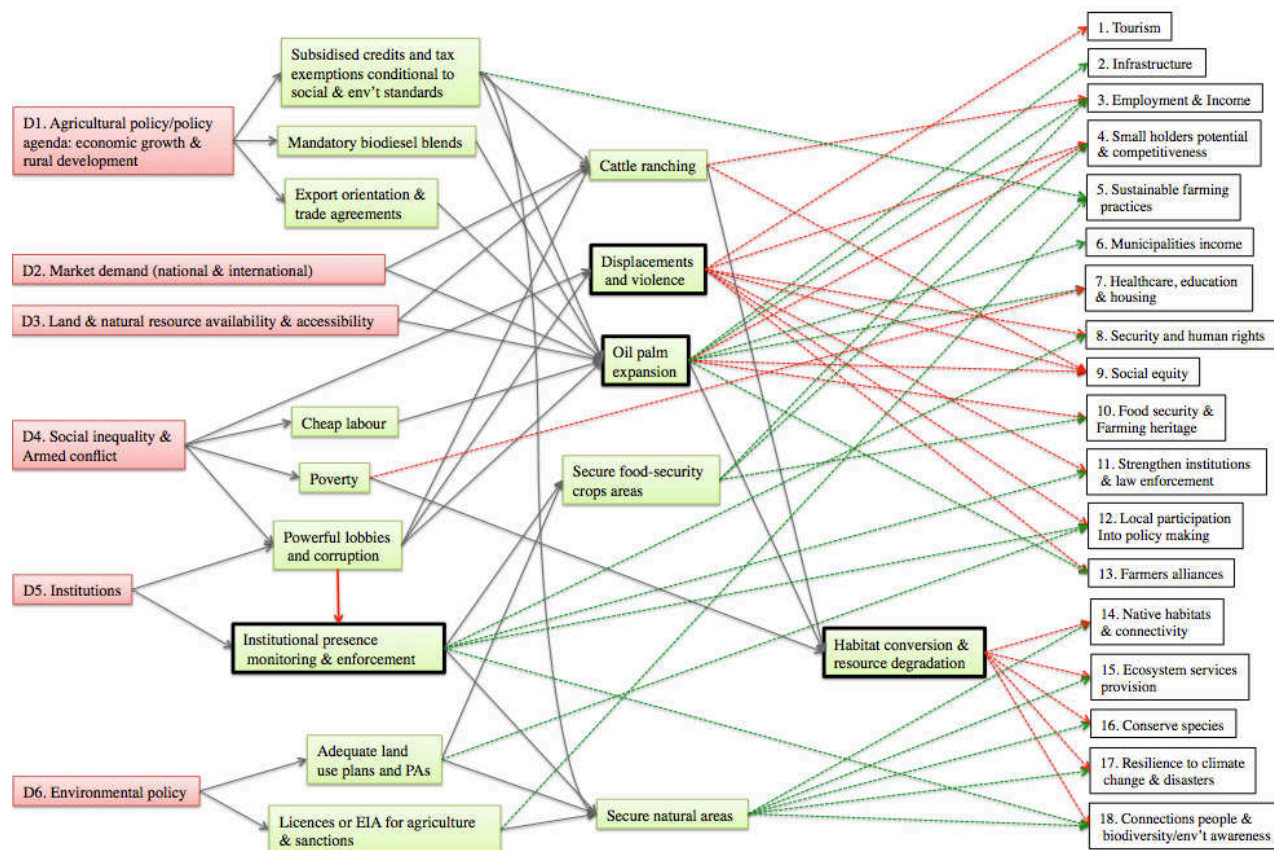 D1. Agricultural policy/policy
agenda: economic growth &
rural development
D2. Market demand (national & international)
D3. Land & natural resource availability & accessibility
D4. Social inequality &
Armed conflict
D5. Institutions
D6. Environmental policy
Subsidised credits and tax
exemptions conditional to
social & env't standards
Mandatory biodiesel blends
Export orientation &
trade agreements
Cheap labour
Poverty
Powerful lobbies
and corruption
Institutional presence
monitoring & enforcement
Adequate land
use plans and PAs
Licences or EIA for agriculture
& sanctions
Cattle ranching
Displacements
and violence
Oil palm
expansion
Secure food-security
crops areas
Secure natural areas
Habitat conversion &
resource degradation
1. Tourism
2. Infrastructure
3. Employment & Income
4. Small holders potential
& competitiveness
5. Sustainable farming
practices
6. Municipalities income
7. Healthcare, education
& housing
8. Security and human rights
9. Social equity
10. Food security &
Farming heritage
11. Strengthen institutions
& law enforcement
12. Local participation
Into policy making
13. Farmers alliances
14. Native habitats
& connectivity
15. Ecosystem services
provision
16. Conserve species
17. Resilience to climate
change & disasters
18. Connections people &
biodiversity/env't awareness